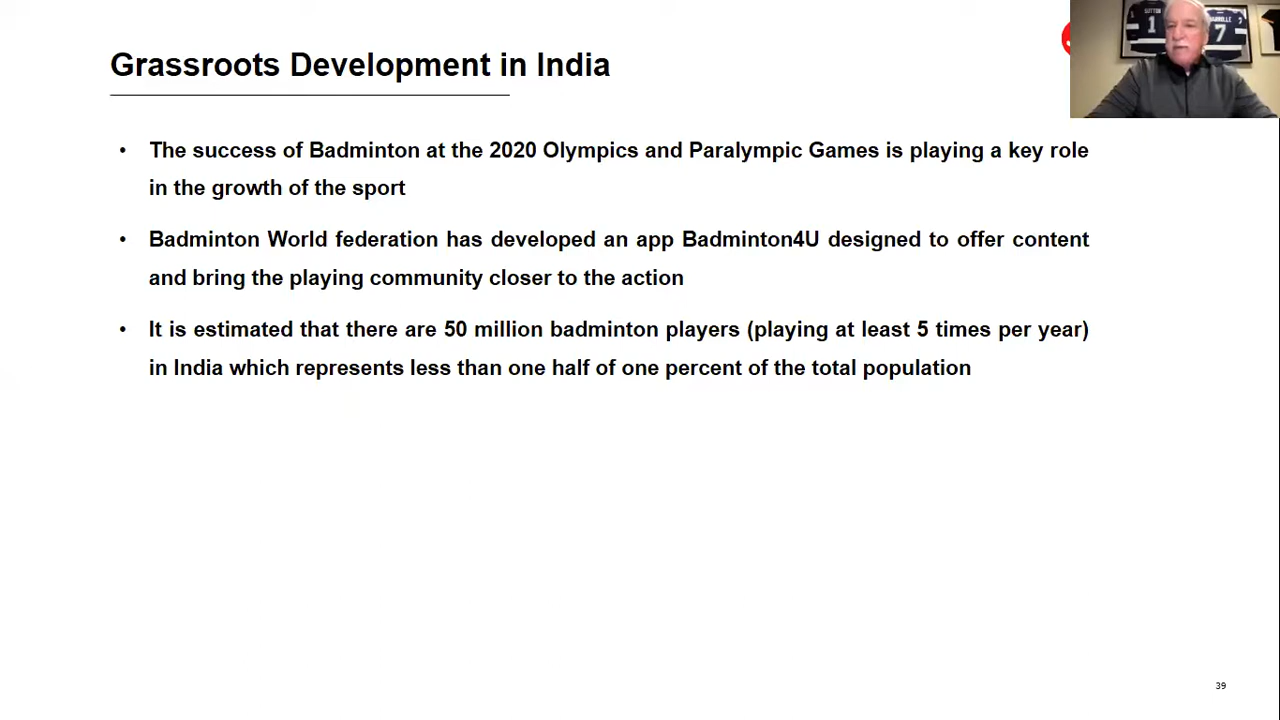 Grassroots Development in India
• The success of Badminton at the 2020 Olympics and Paralympic Games is playing a key role
in the growth of the sport
• Badminton World federation has developed an app Badminton4U designed to offer content
and bring the playing community closer to the action
• It is estimated that there are 50 million badminton players (playing at least 5 times per year)
in India which represents less than one half of one percent of the total population
1
7
39